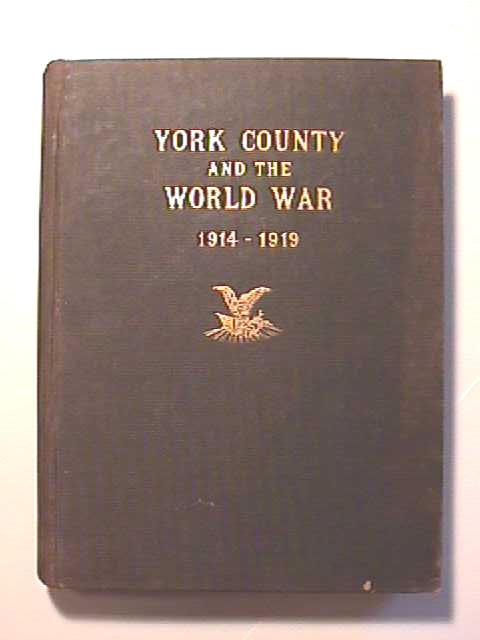 YORK COUNTY
AND THE
WORLD WAR
1914 - 1919